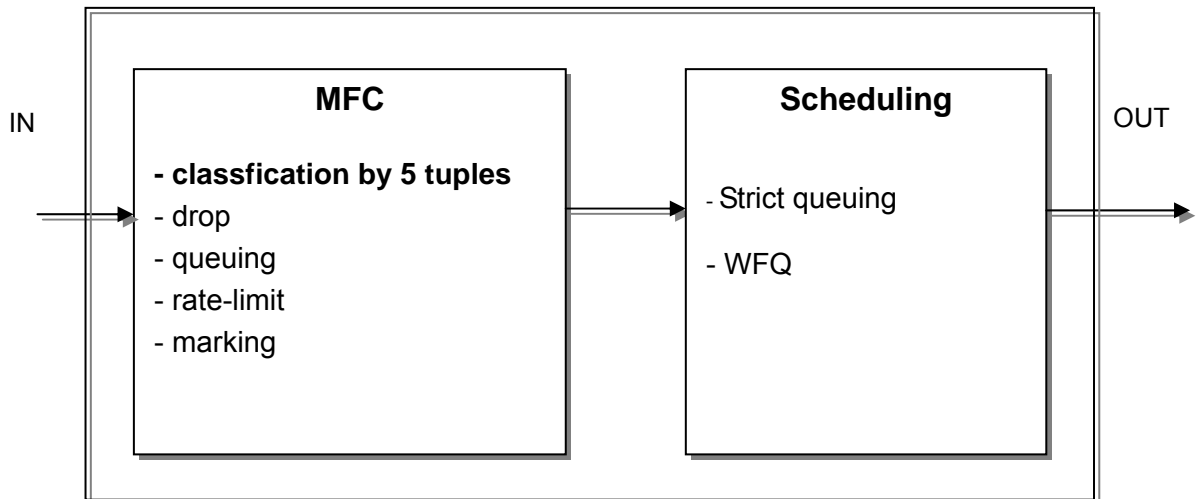 IN
MFC
- classfication by 5 tuples
- drop
- queuing
- rate-limit
- marking
Scheduling
- Strict queuing
- WFQ
OUT